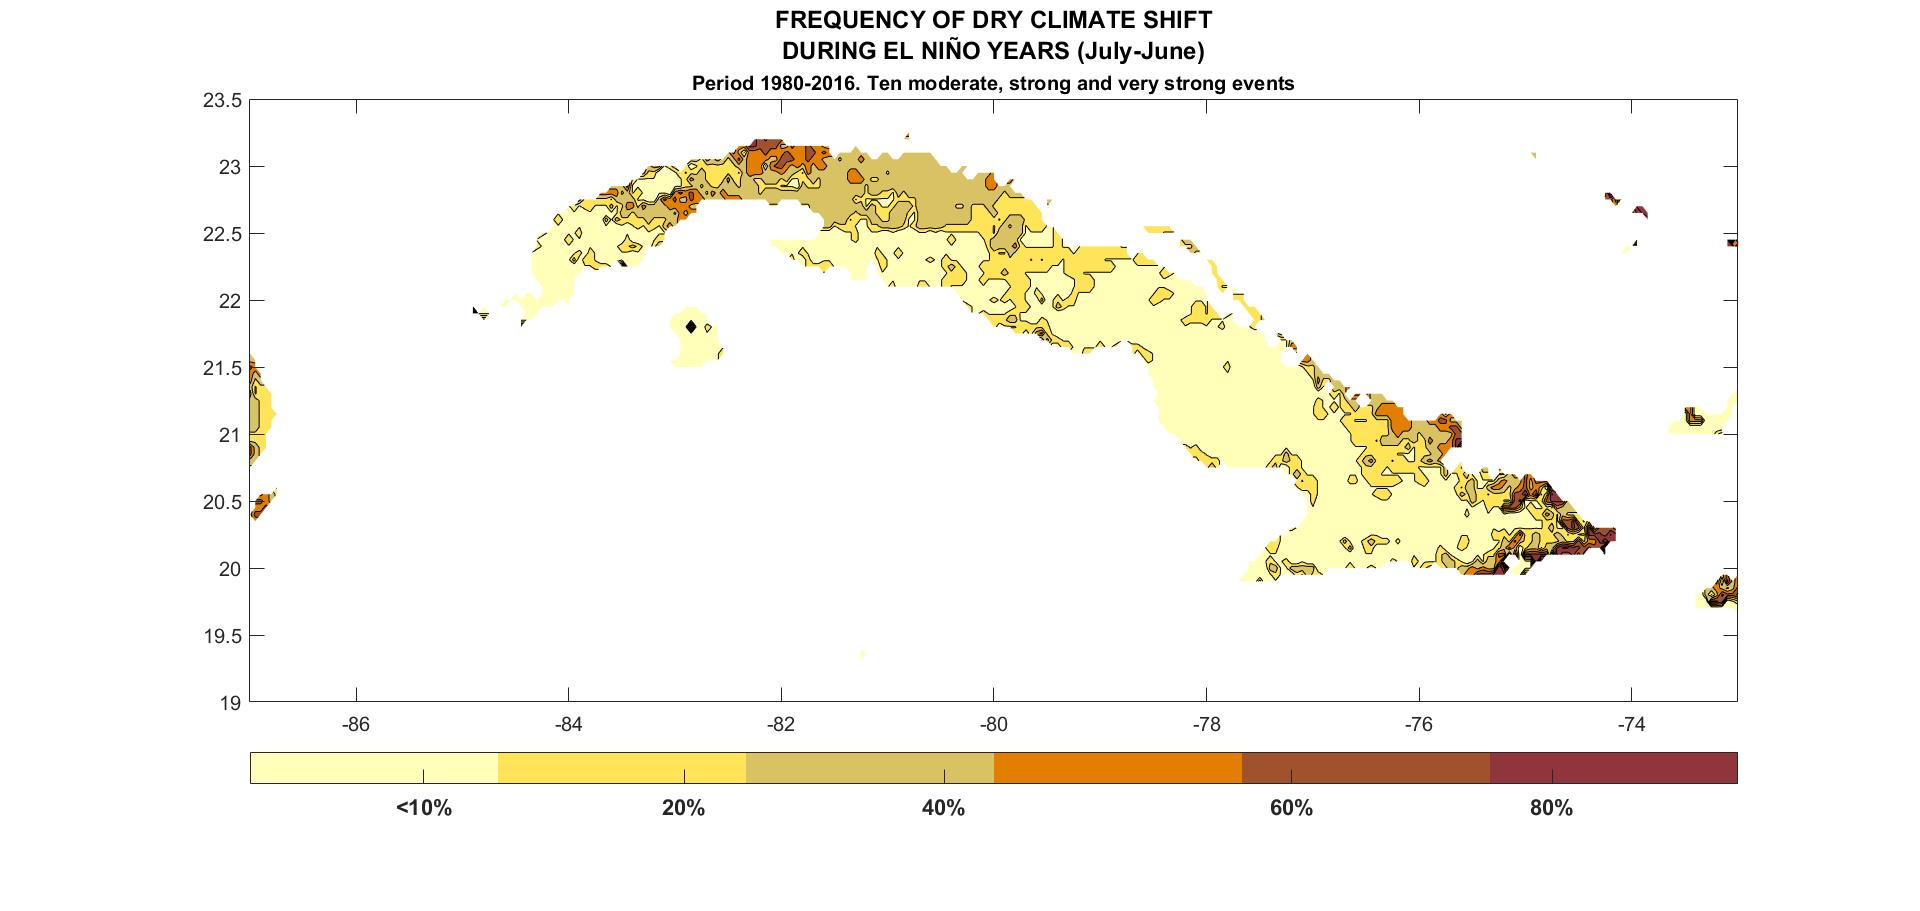 FREQUENCY OF DRY CLIMATE SHIFT
DURING EL NIÑO YEARS (July-June)
Period 1980-2016. Ten moderate, strong and very strong events
23.5
23
22.5
22
21.5
21
20.5
20
19.5
19
-86 -84 -82 -80 -78 -76 -74
<10% 20% 40% 60% 80%